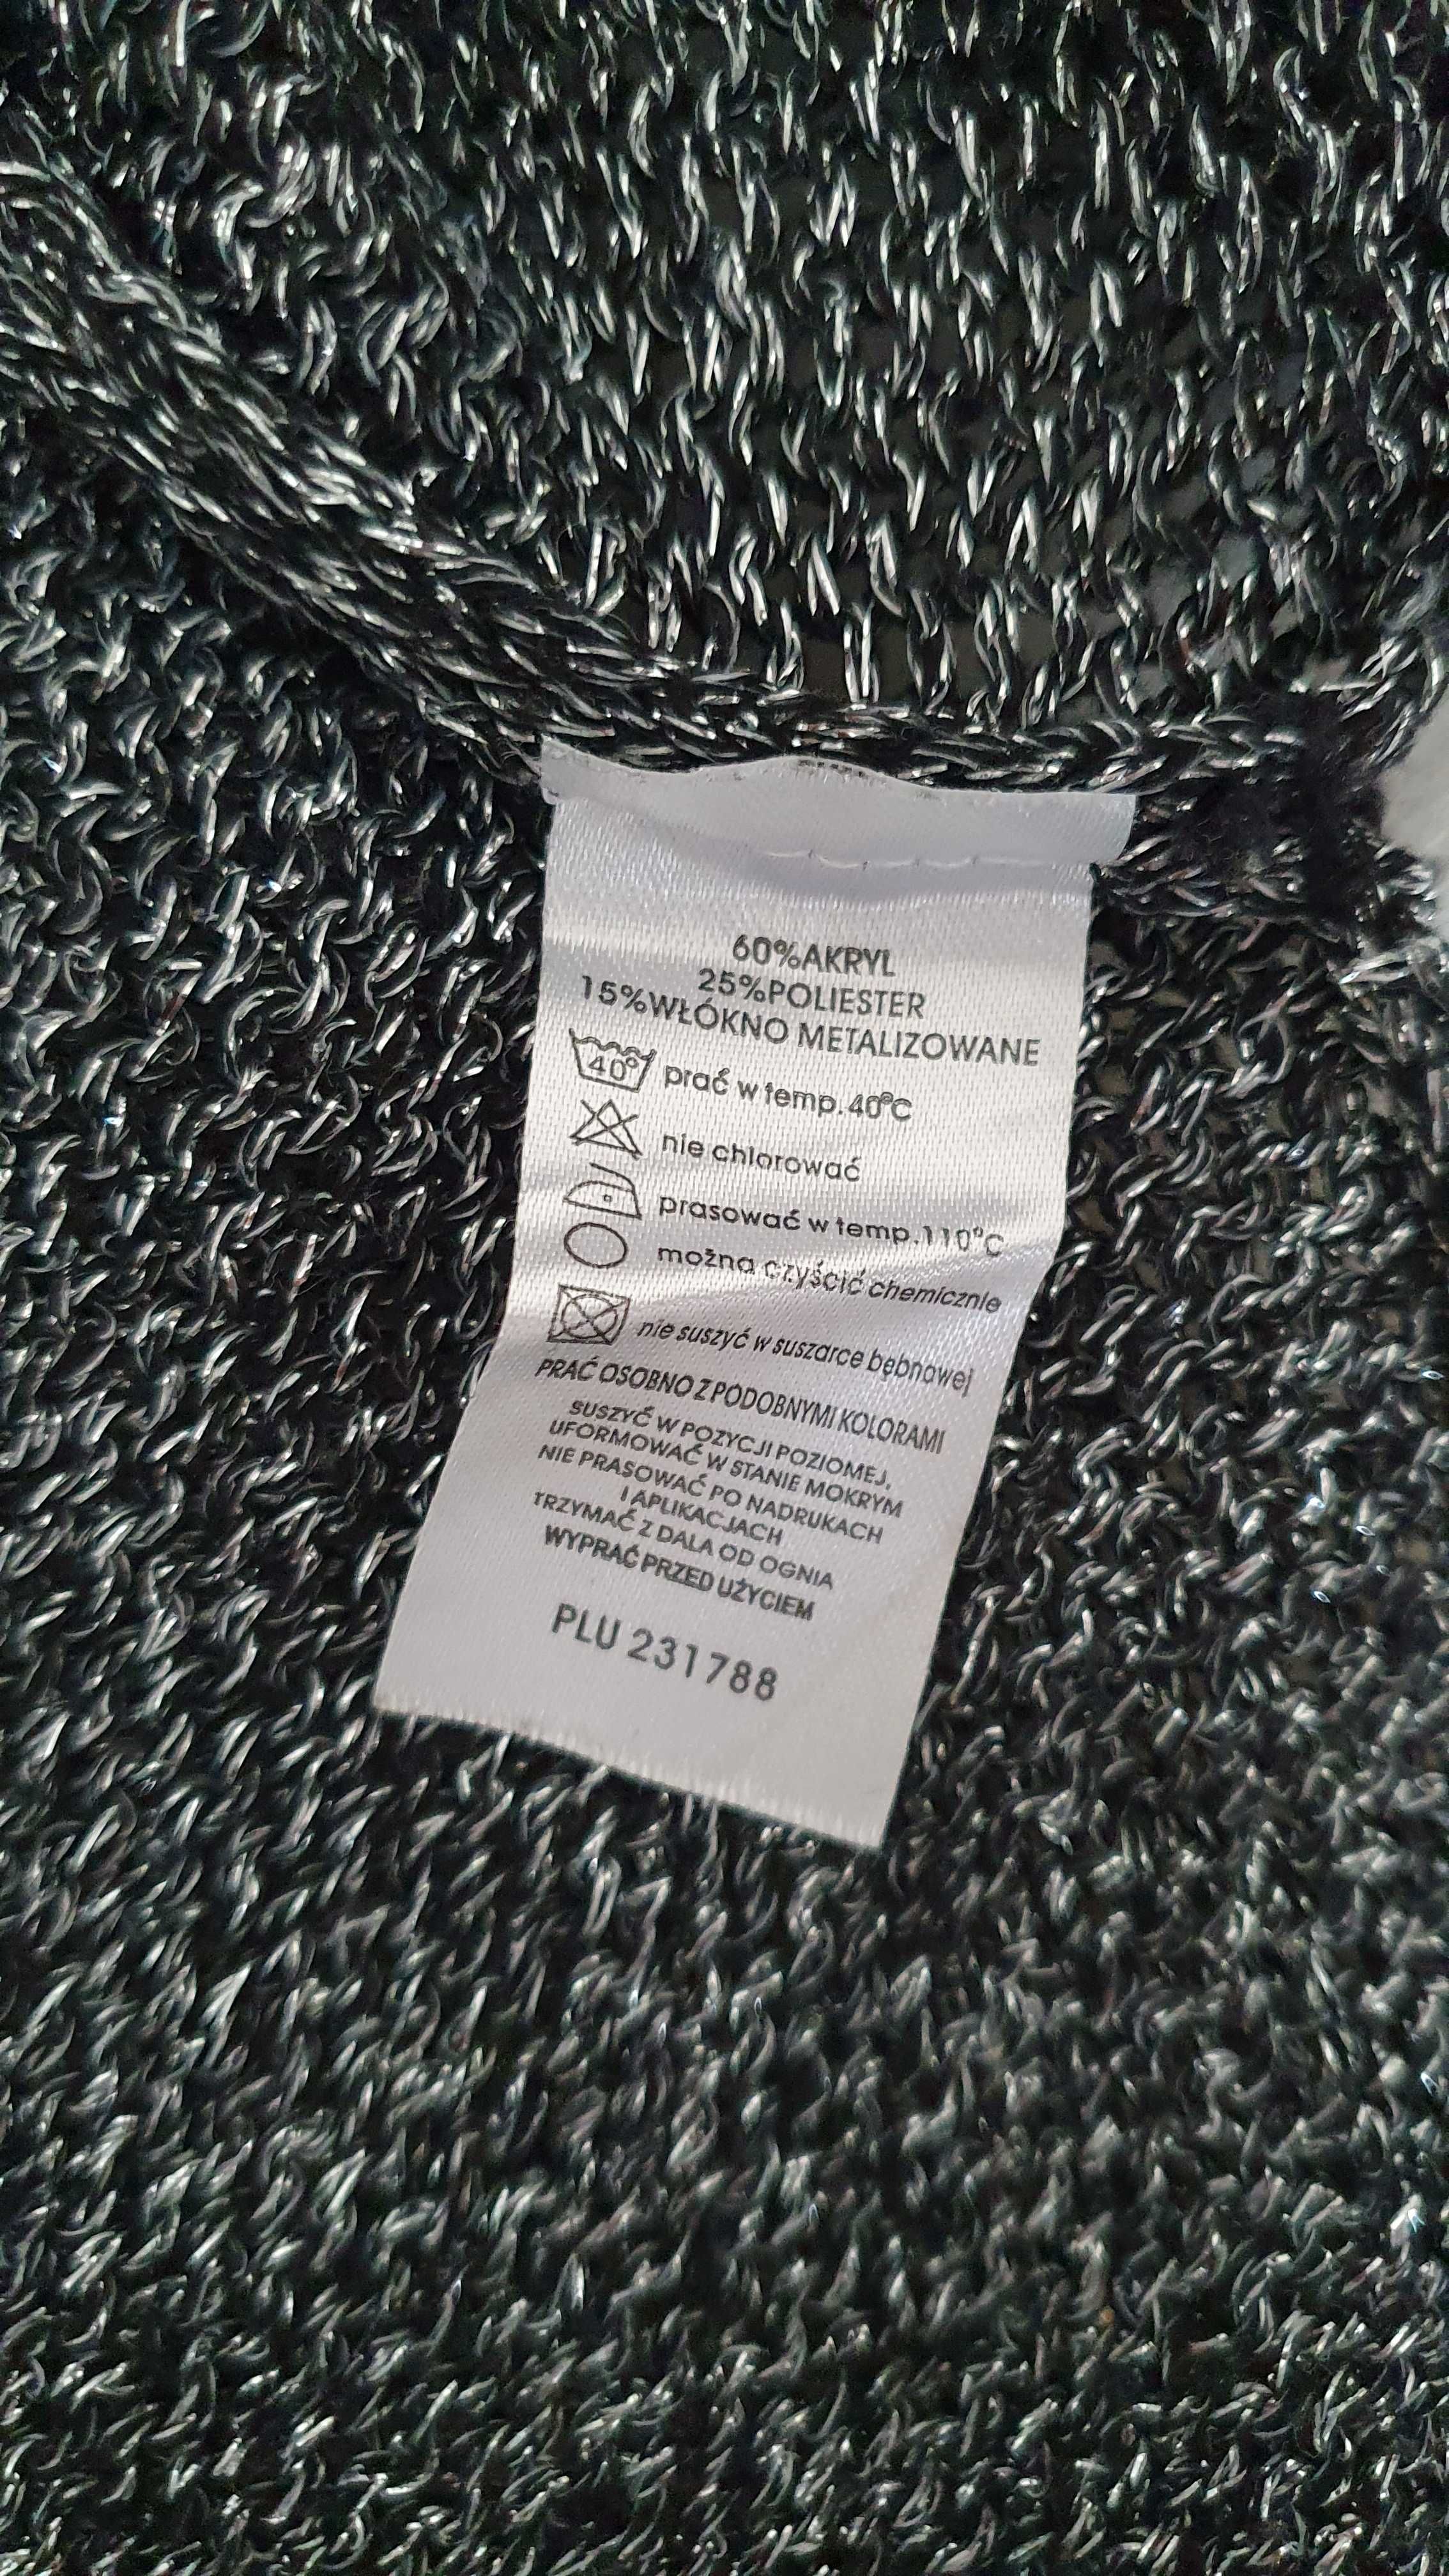 60%AKRYL
25%POLIESTER
15%WŁÓKNO METALIZOWANE
40° prać w temp. 40°C
nie chlorować
prasować w temp. 110°C
można czyścić chemicznie
nie suszyć w suszarce bębnowej
PRAĆ OSOBNO Z PODOBNYMI KOLORAMI
SUSZYĆ W POZYCJI POZIOMEJ,
UFORMOWAĆ W STANIE MOKRYM
NIE PRASOWAĆ PO NADRUKACH
I APLIKACJACH
TRZYMAĆ Z DALA OD OGNIA
WYPRAĆ PRZED UŻYCIEM
PLU 231788